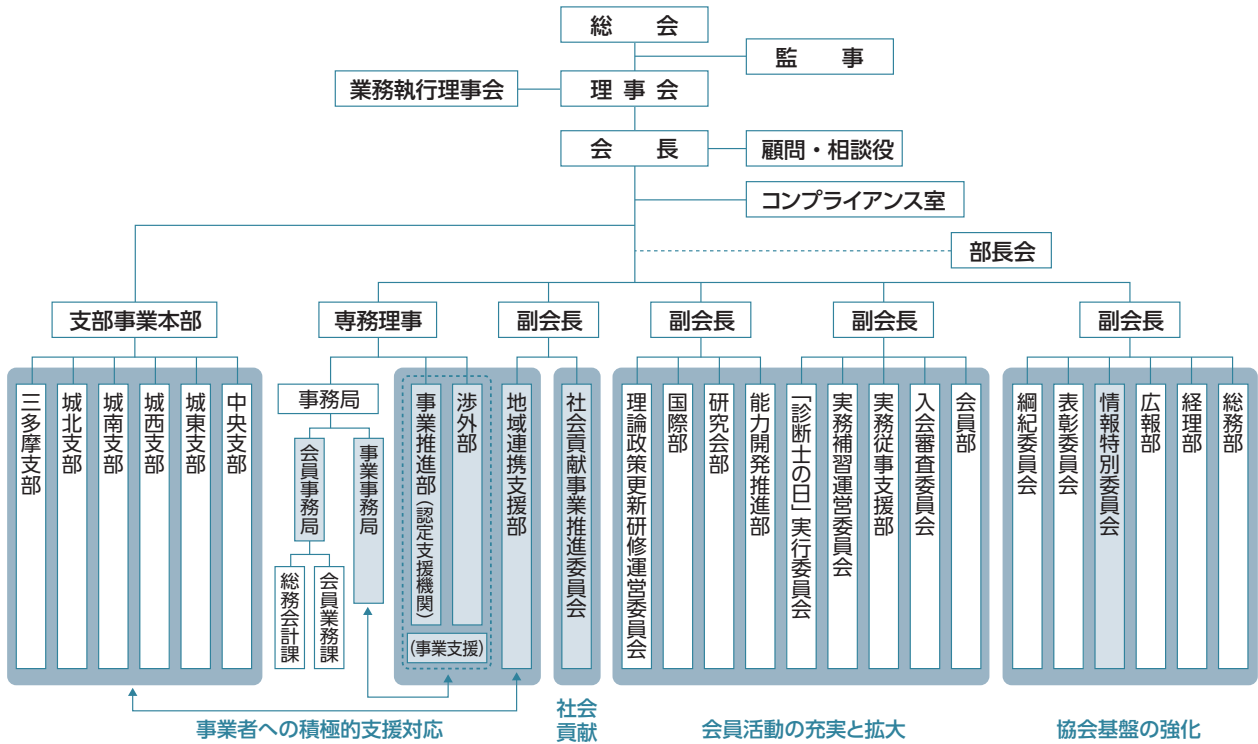 総　会
監　事
業務執行理事会
理事会
会　長
顧問・相談役
コンプライアンス室
部長会
支部事業本部
専務理事
副会長
副会長
副会長
副会長
三多摩支部
城北支部
城南支部
城西支部
城東支部
中央支部
事務局
会員事務局
事業事務局
総務会計課
会員業務課
事業推進部（認定支援機関）
渉外部
(事業支援)
地域連携支援部
社会貢献事業推進委員会
理論政策更新研修運営委員会
国際部
研究会部
能力開発推進部
「診断士の日」実行委員会
実務補習運営委員会
実務従事支援部
入会審査委員会
会員部
綱紀委員会
表彰委員会
情報特別委員会
広報部
経理部
総務部
事業者への積極的支援対応
社会
貢献
会員活動の充実と拡大
協会基盤の強化